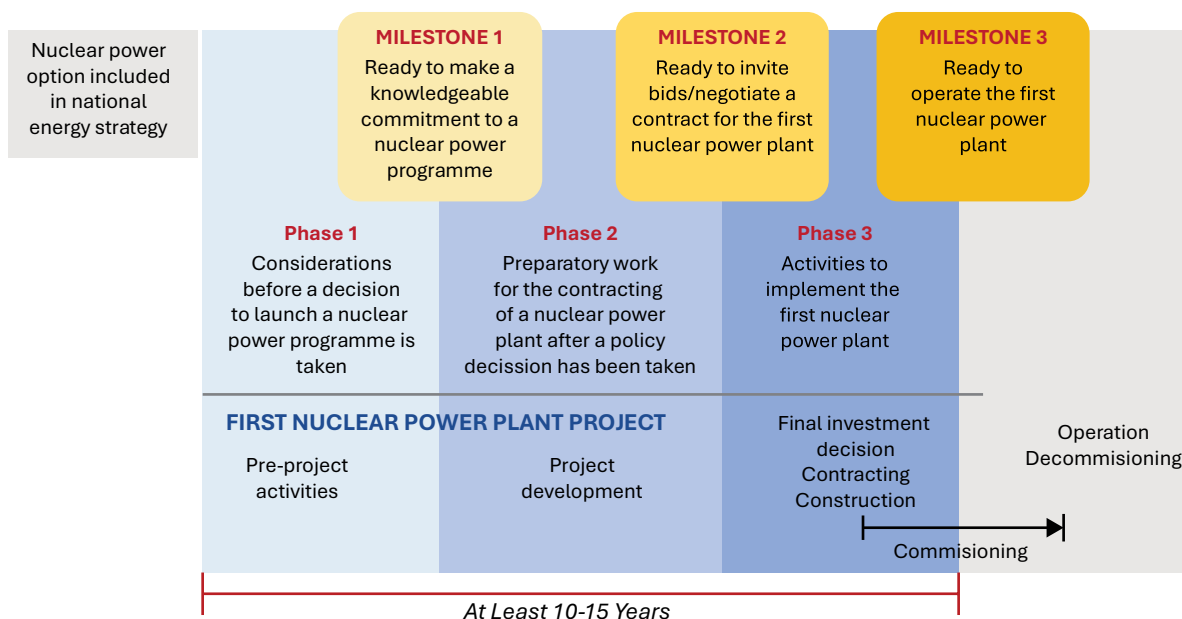 Nuclear power
option included
in national
energy strategy
MILESTONE 1
Ready to make a
knowledgeable
commitment to a
nuclear power
programme
MILESTONE 2
Ready to invite
bids/negotiate a
contract for the first
nuclear power plant
MILESTONE 3
Ready to
operate the first
nuclear power
plant
Phase 1
Considerations
before a decision
to launch a nuclear
power programme is
taken
Phase 2
Preparatory work
for the contracting
of a nuclear power
plant after a policy
decission has been taken
Phase 3
Activities to
implement the
first nuclear
power plant
FIRST NUCLEAR POWER PLANT PROJECT
Pre-project
activities
Project
development
Final investment
decision
Contracting
Construction
Operation
Decommisioning
Commisioning
At Least 10-15 Years